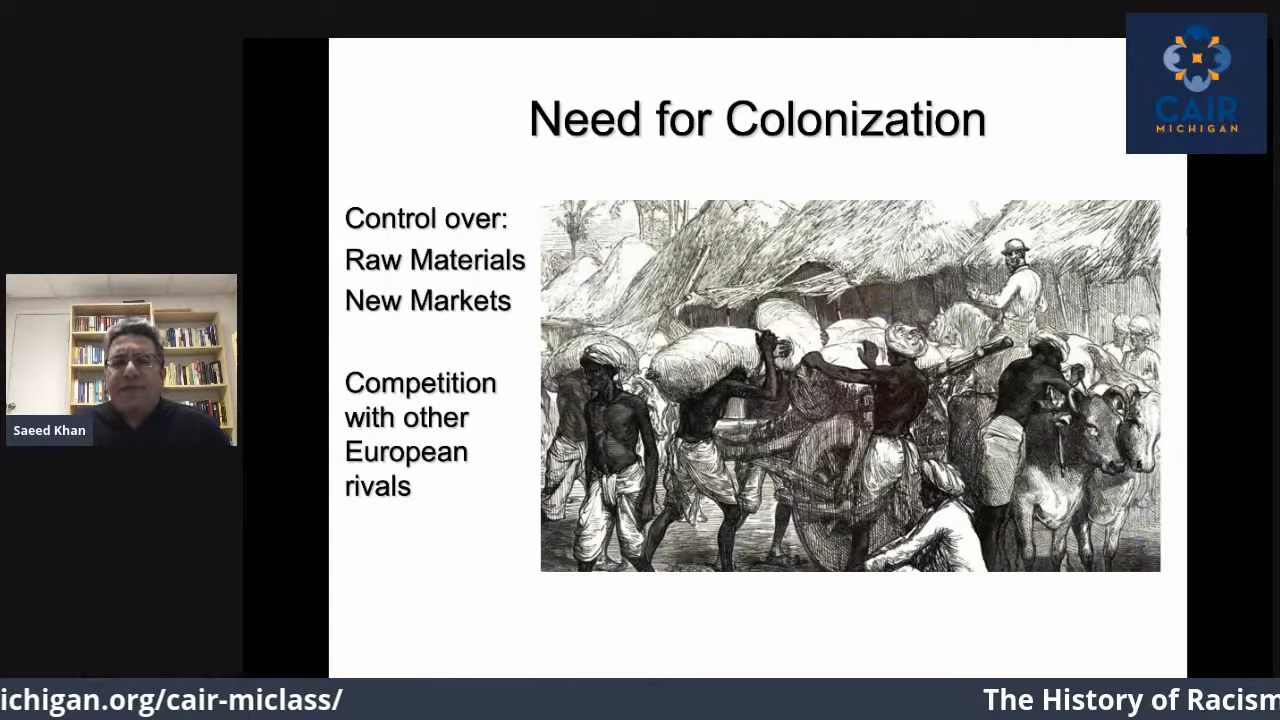 CAIR
MICHIGAN
Need for Colonization
Control over:
Raw Materials
New Markets
Competition
with other
European
rivals
Saeed Khan
ichigan.org/cair-miclass/
The History of Racism